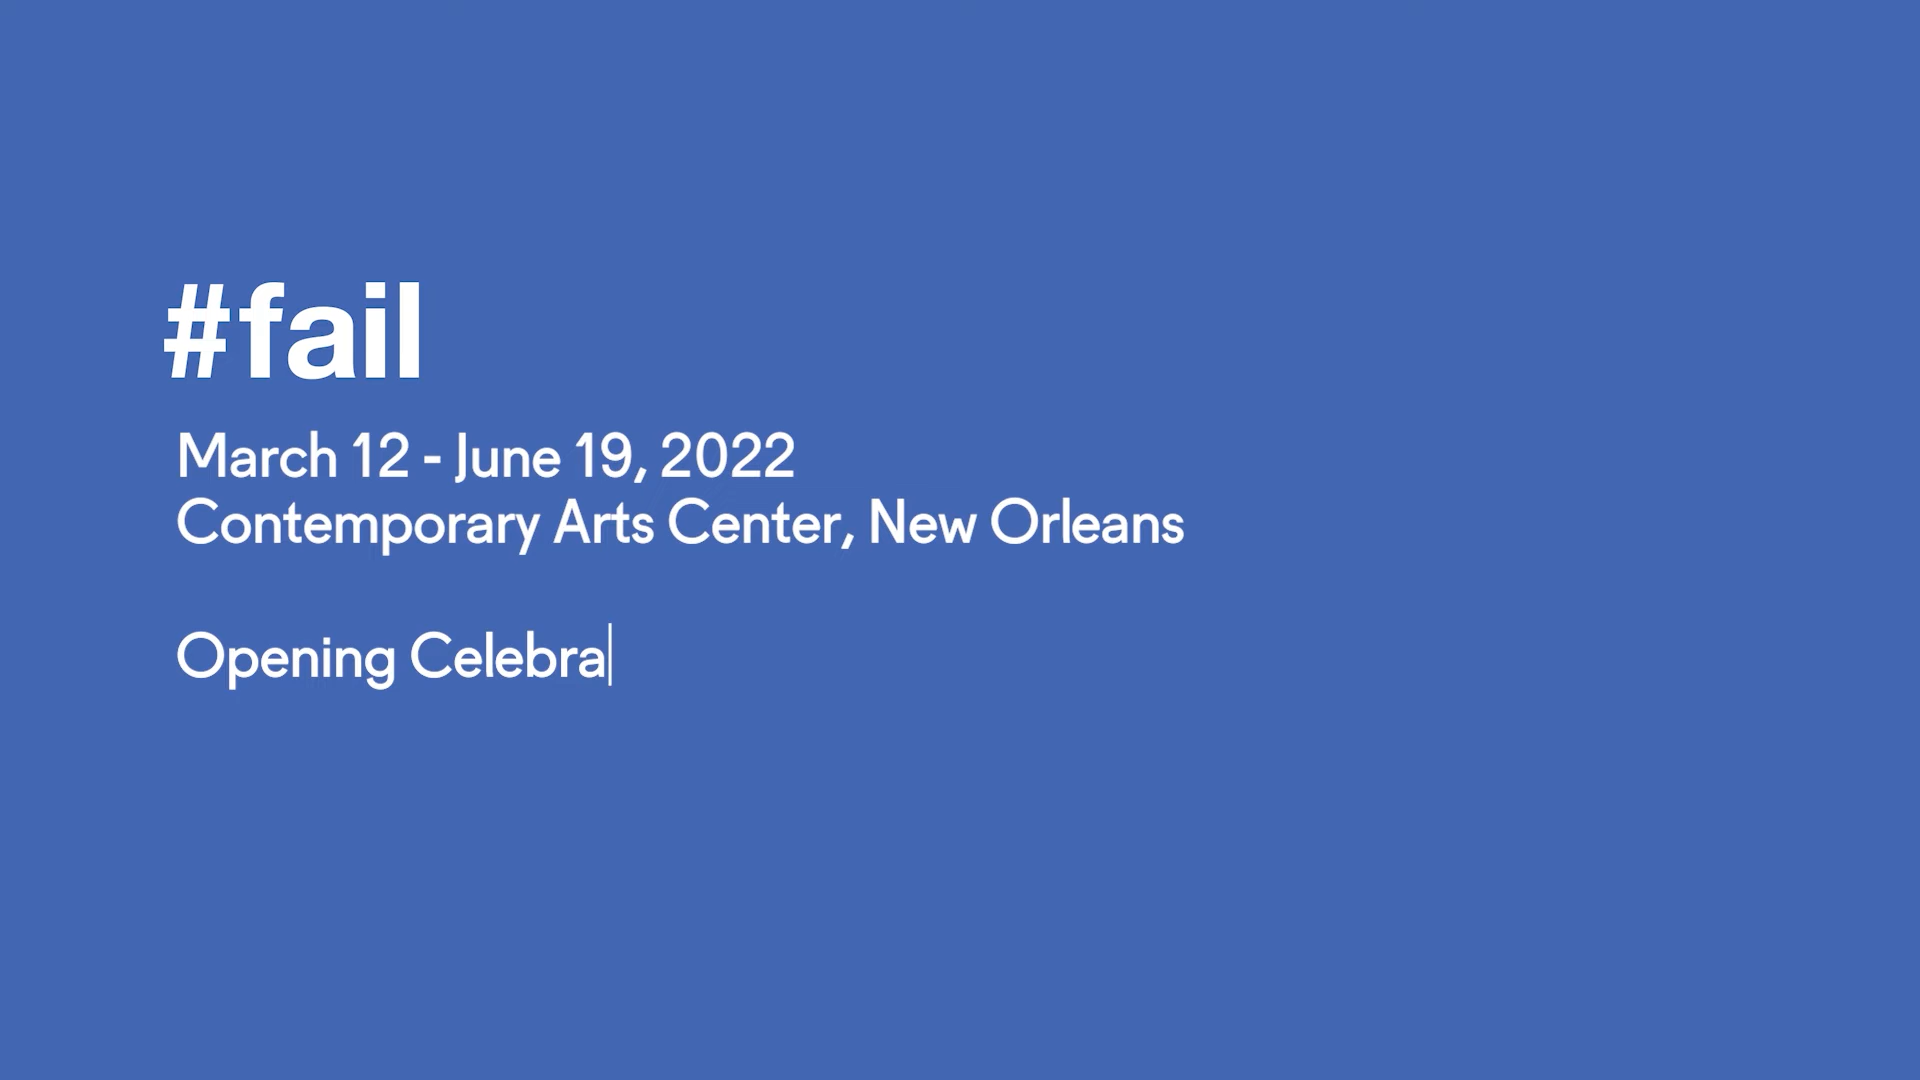 #fail
March 12 - June 19, 2022
Contemporary Arts Center, New Orleans
Opening Celebra